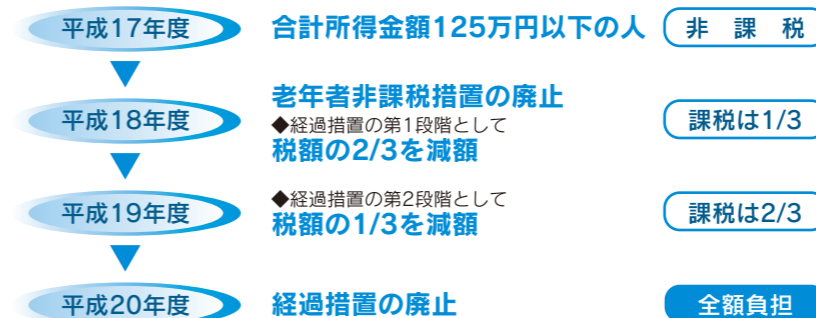 平成17年度
合計所得金額125万円以下の人
非課税
平成18年度
老年者非課税措置の廃止
◆経過措置の第1段階として
税額の2/3を減額
課税は1/3
平成19年度
◆経過措置の第2段階として
税額の1/3を減額
課税は2/3
平成20年度
経過措置の廃止
全額負担